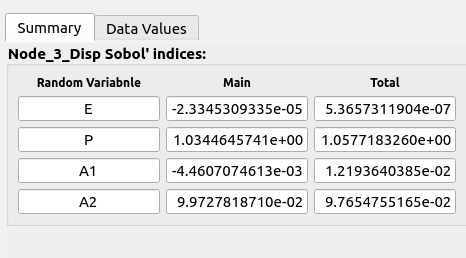 Summary Data Values
Node_3_Disp Sobol' indices:
Random Variabnle Main Total
E -2.3345309335e-05 5.3657311904e-07
P 1.0344645741e+00 1.0577183260e+00
A1 -4.4607074613e-03 1.2193640385e-02
A2 9.9727818710e-02 9.7654755165e-02